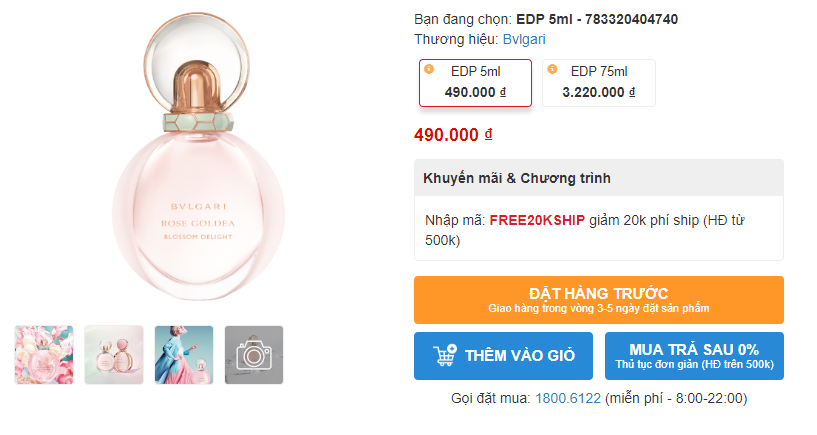 BVLGARI
ROSE GOLDEA
BLOSSOM DELIGHT
Bạn đang chọn: EDP 5ml - 783320404740
Thương hiệu: Bvlgari
EDP 5ml
490.000 ₫
EDP 75ml
3.220.000 ₫
490.000 ₫
Khuyến mãi & Chương trình
Nhập mã: FREE20KSHIP giảm 20k phí ship (HĐ từ
500k)
ĐẶT HÀNG TRƯỚC
Giao hàng trong vòng 3-5 ngày đặt sản phẩm
THÊM VÀO GIỎ
MUA TRẢ SAU 0%
Thủ tục đơn giản (HĐ trên 500k)
Gọi đặt mua: 1800.6122 (miễn phí - 8:00-22:00)